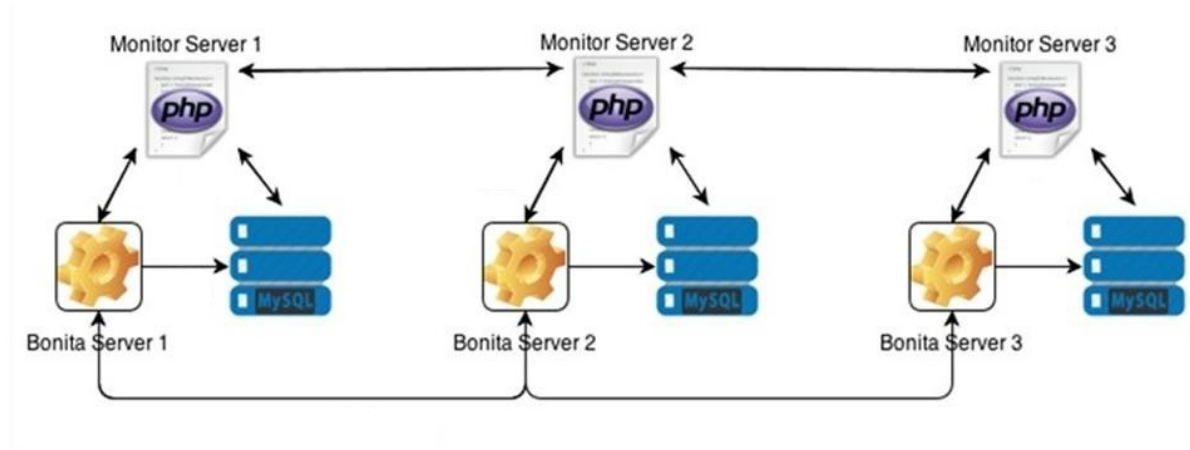 Monitor Server 1
Monitor Server 2
Monitor Server 3
php
php
php
MySQL
MySQL
MySQL
Bonita Server 1
Bonita Server 2
Bonita Server 3